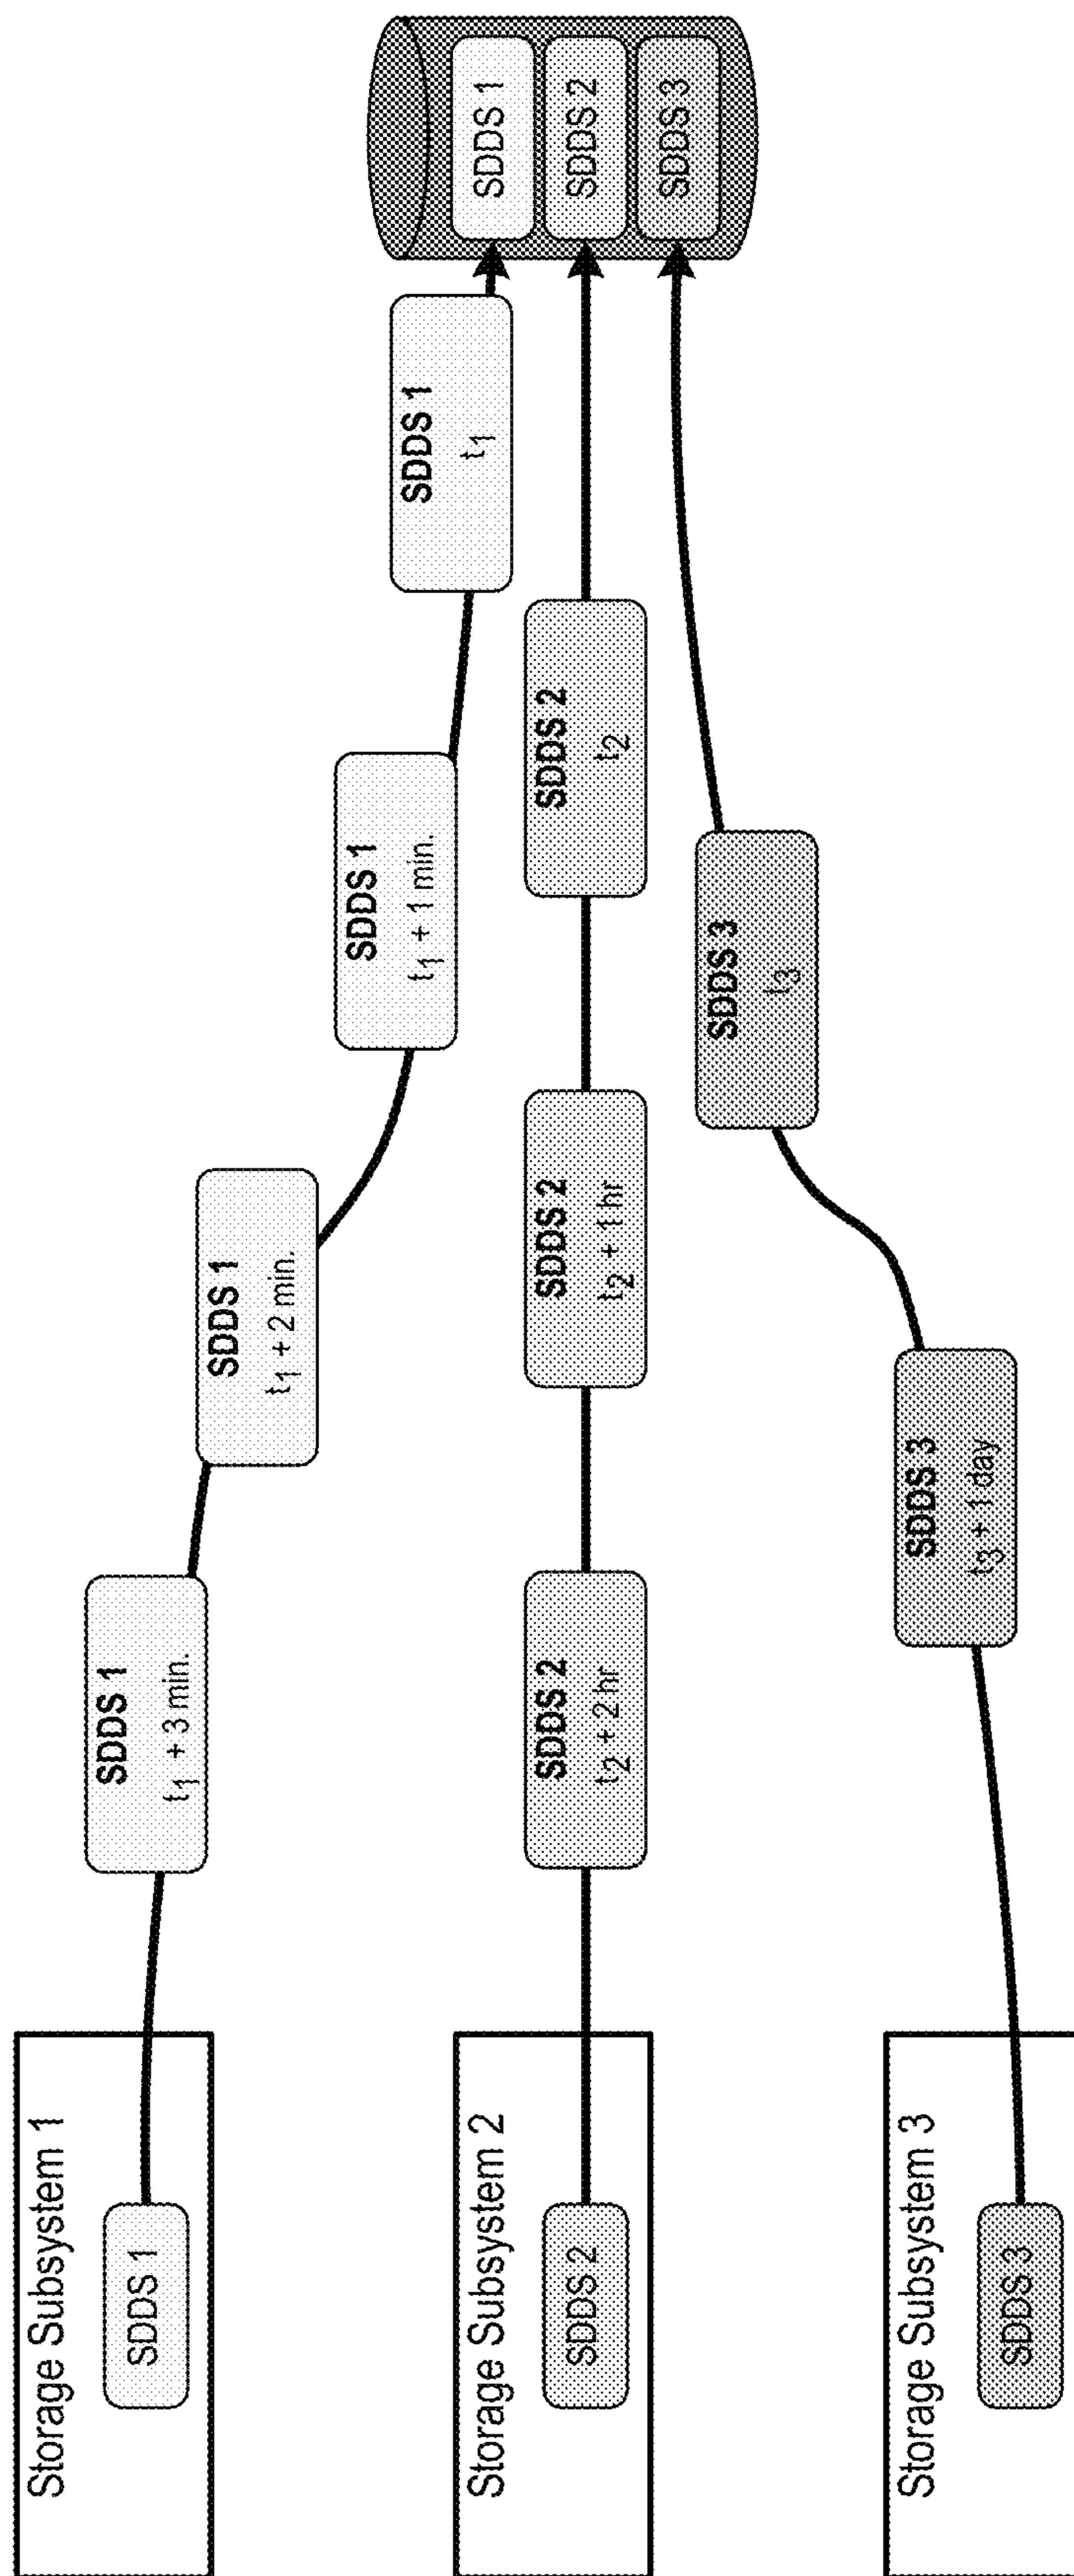 Storage Subsystem 1
SDDS 1
SDDS 1
t₁ + 3 min.
SDDS 1
t₁ + 2 min.
SDDS 1
t₁ + 1 min.
SDDS 1
t₁
SDDS 1
Storage Subsystem 2
SDDS 2
SDDS 2
t₂ + 2 hr
SDDS 2
t₂ + 1 hr
SDDS 2
t₂
SDDS 2
Storage Subsystem 3
SDDS 3
SDDS 3
t₃ + 1 day
SDDS 3
t₃
SDDS 3